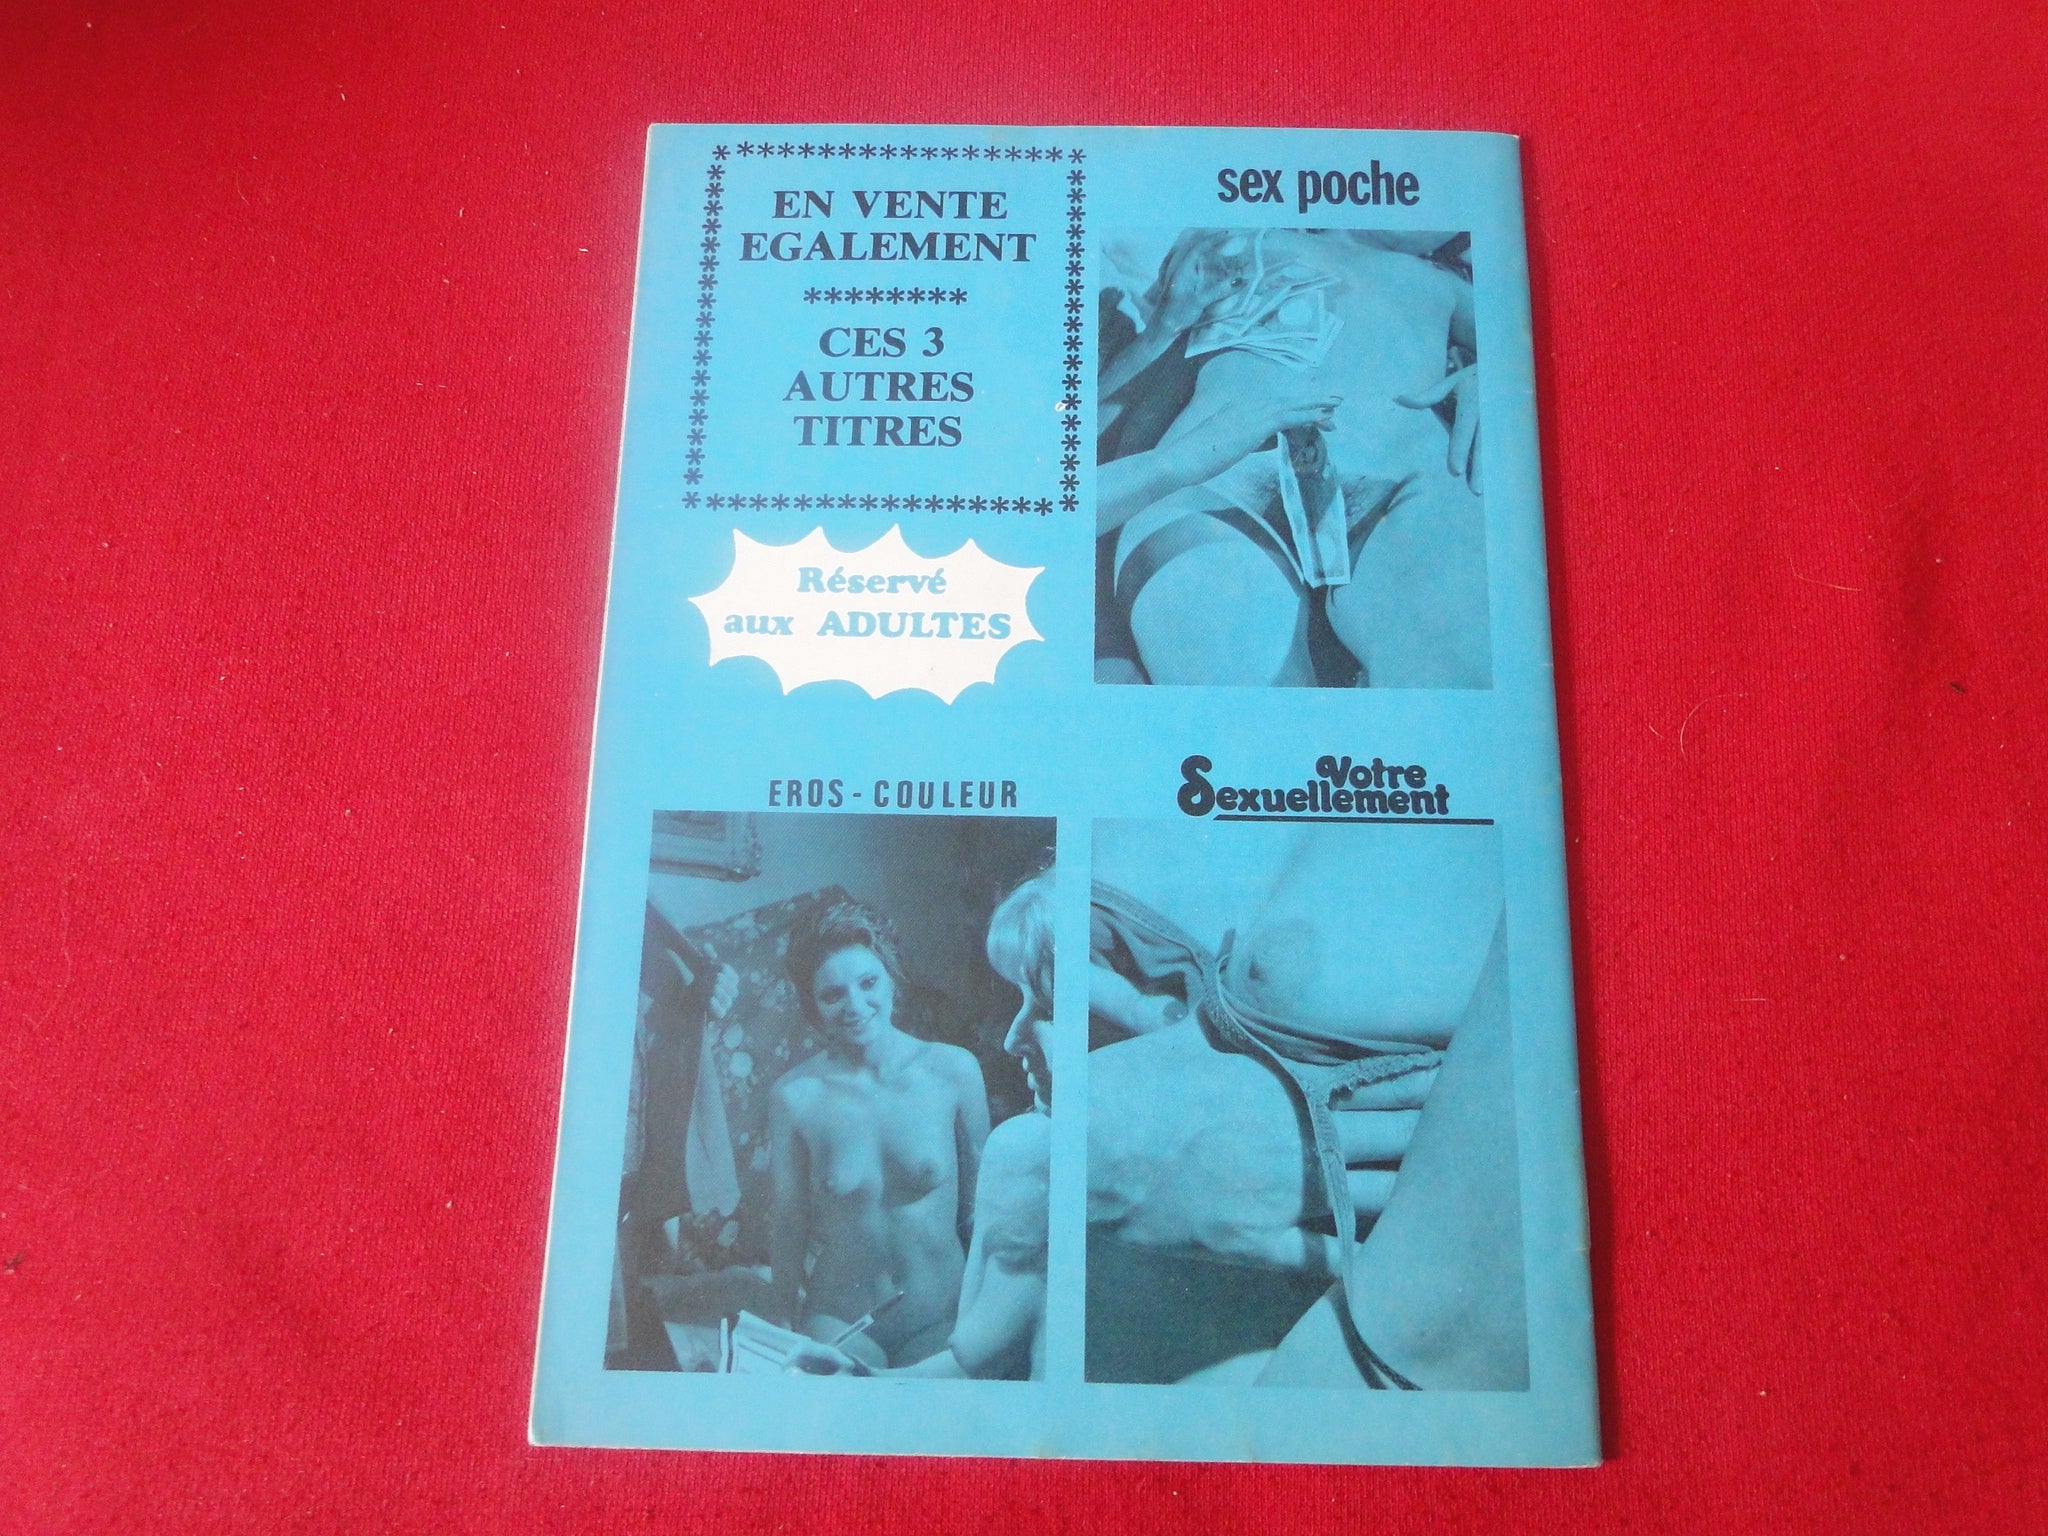 EN VENTE
EGALEMENT
********
CES 3
AUTRES
TITRES
Réservé
aux ADULTES
sex poche
EROS-COULEUR
Votre
Sexuellement